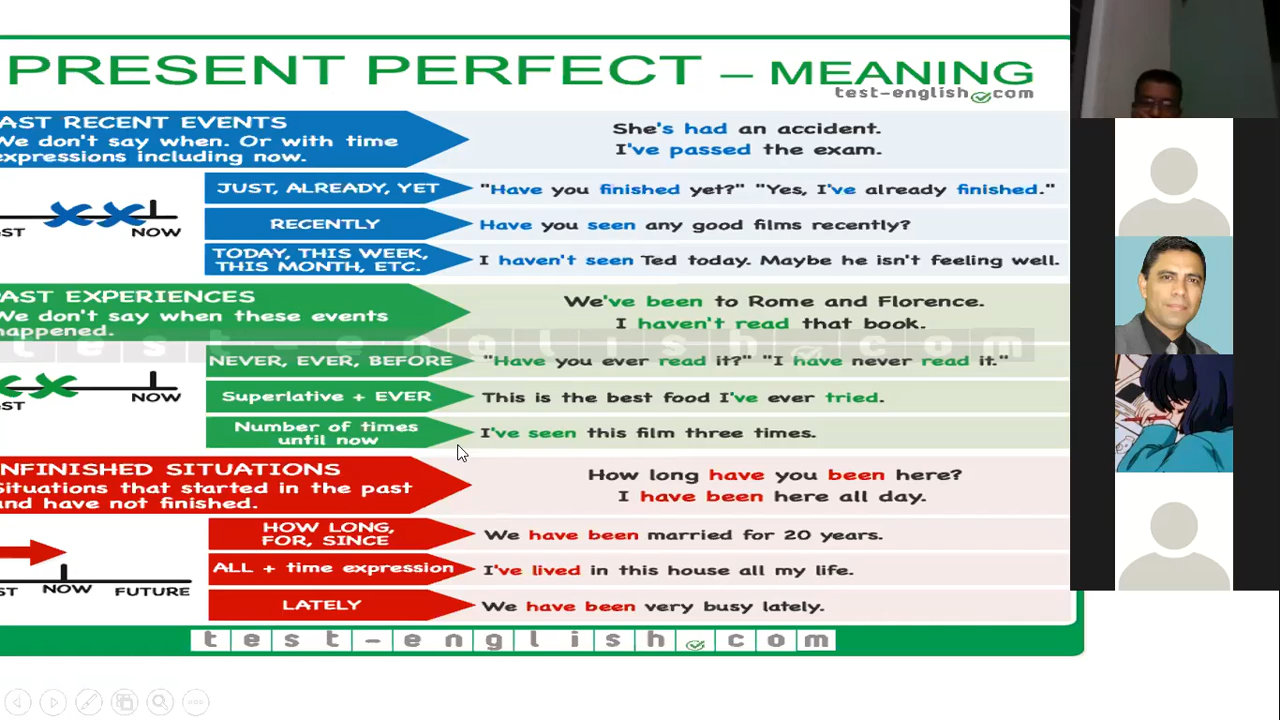 PRESENT PERFECT – MEANING
test-english.com
AST RECENT EVENTS
We don't say when. Or with time
expressions including now.
She's had an accident.
I've passed the exam.
JUST, ALREADY, YET
"Have you finished yet?" "Yes, I've already finished."
RECENTLY
Have you seen any good films recently?
TODAY, THIS WEEK,
THIS MONTH, ETC.
I haven't seen Ted today. Maybe he isn't feeling well.
ST
NOW
PAST EXPERIENCES
We don't say when these events
happened.
We've been to Rome and Florence.
I haven't read that book.
test-english.com
NEVER, EVER, BEFORE
"Have you ever read it?" "I have never read it."
Superlative + EVER
This is the best food I've ever tried.
Number of times
until now
I've seen this film three times.
ST
NOW
NFINISHED SITUATIONS
Situations that started in the past
and have not finished.
How long have you been here?
I have been here all day.
HOW LONG,
FOR, SINCE
We have been married for 20 years.
ALL + time expression
I've lived in this house all my life.
LATELY
We have been very busy lately.
ST
NOW
FUTURE
test-english.com